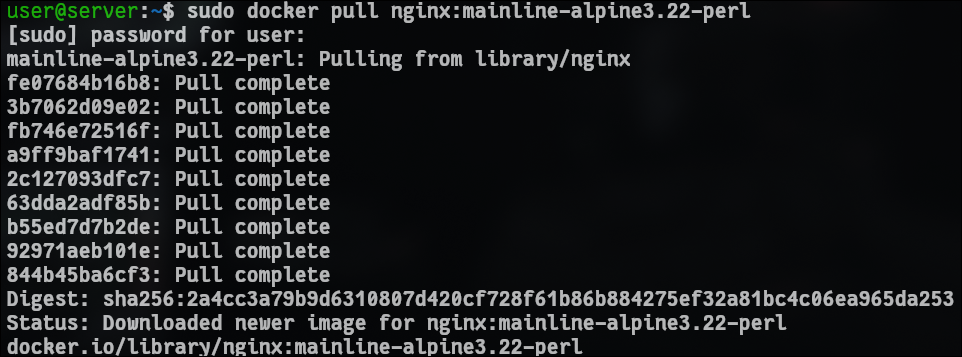 user@server:~$ sudo docker pull nginx:mainline-alpine3.22-perl
[sudo] password for user:
mainline-alpine3.22-perl: Pulling from library/nginx
fe07684b16b8: Pull complete
3b7062d09e02: Pull complete
fb746e72516f: Pull complete
a9ff9baf1741: Pull complete
2c127093dfc7: Pull complete
63dda2adf85b: Pull complete
b55ed7d7b2de: Pull complete
92971aeb101e: Pull complete
844b45ba6cf3: Pull complete
Digest: sha256:2a4cc3a79b9d6310807d420cf728f61b86b884275ef32a81bc4c06ea965da253
Status: Downloaded newer image for nginx:mainline-alpine3.22-perl
docker.io/library/nginx:mainline-alpine3.22-perl